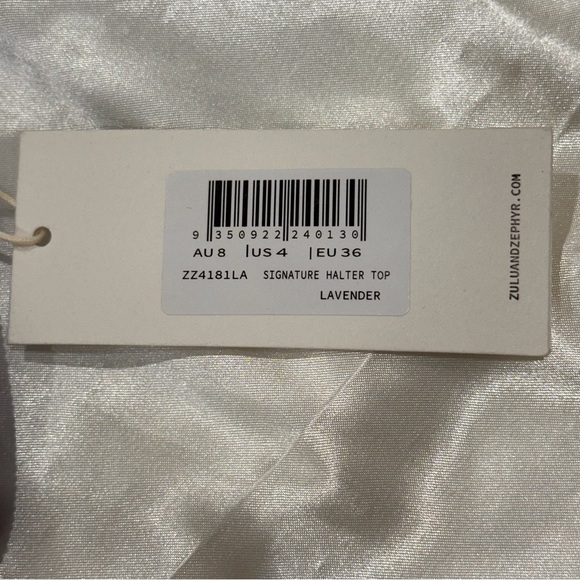 9 350922 240130
AU 8 | US 4 | EU 36
ZZ4181LA SIGNATURE HALTER TOP
LAVENDER
ZULUANDZEPHYR.COM